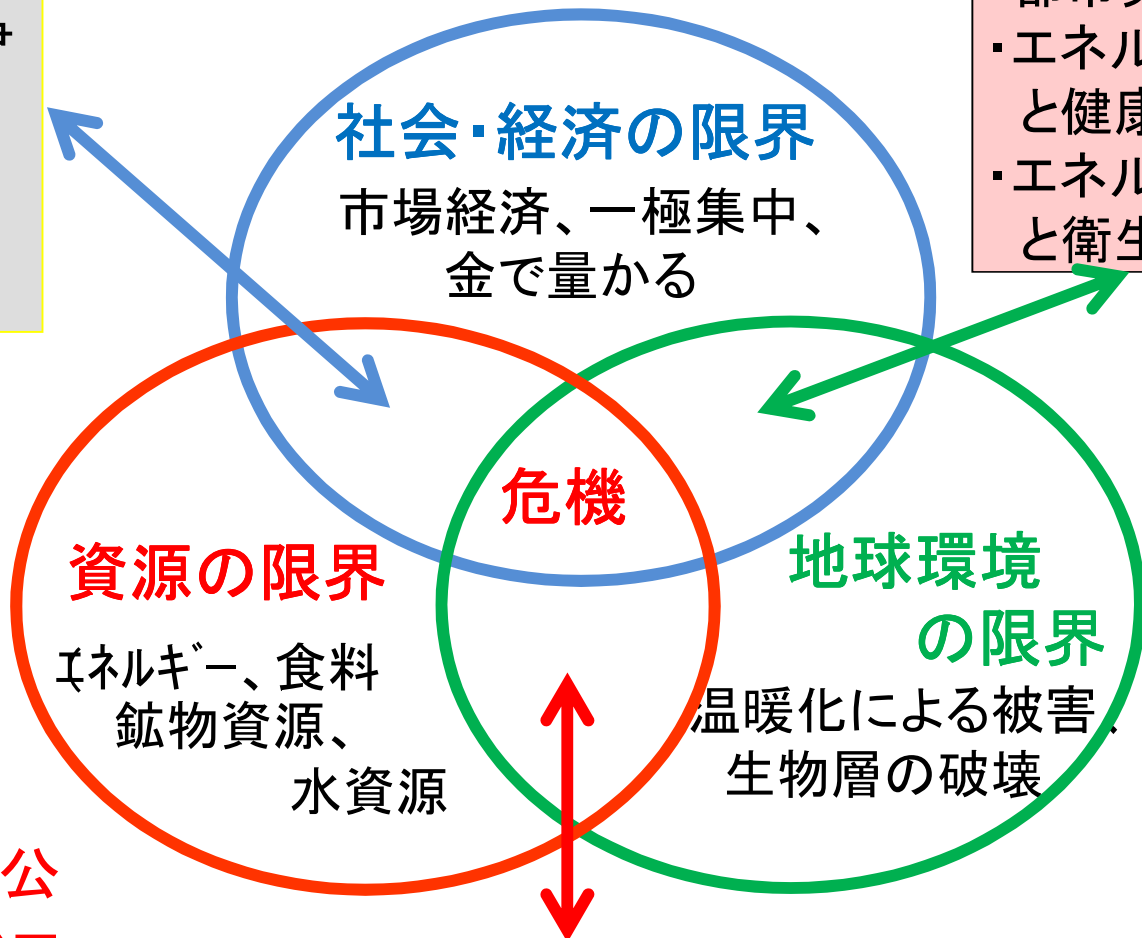 社会・経済の限界
市場経済、一極集中、
金で量かる
・エネル
と健康
・エネル
と衛生
危機
資源の限界
ｴﾈﾙｷﾞｰ、食料
鉱物資源、
水資源
地球環境
の限界
温暖化による被害、
生物層の破壊
公